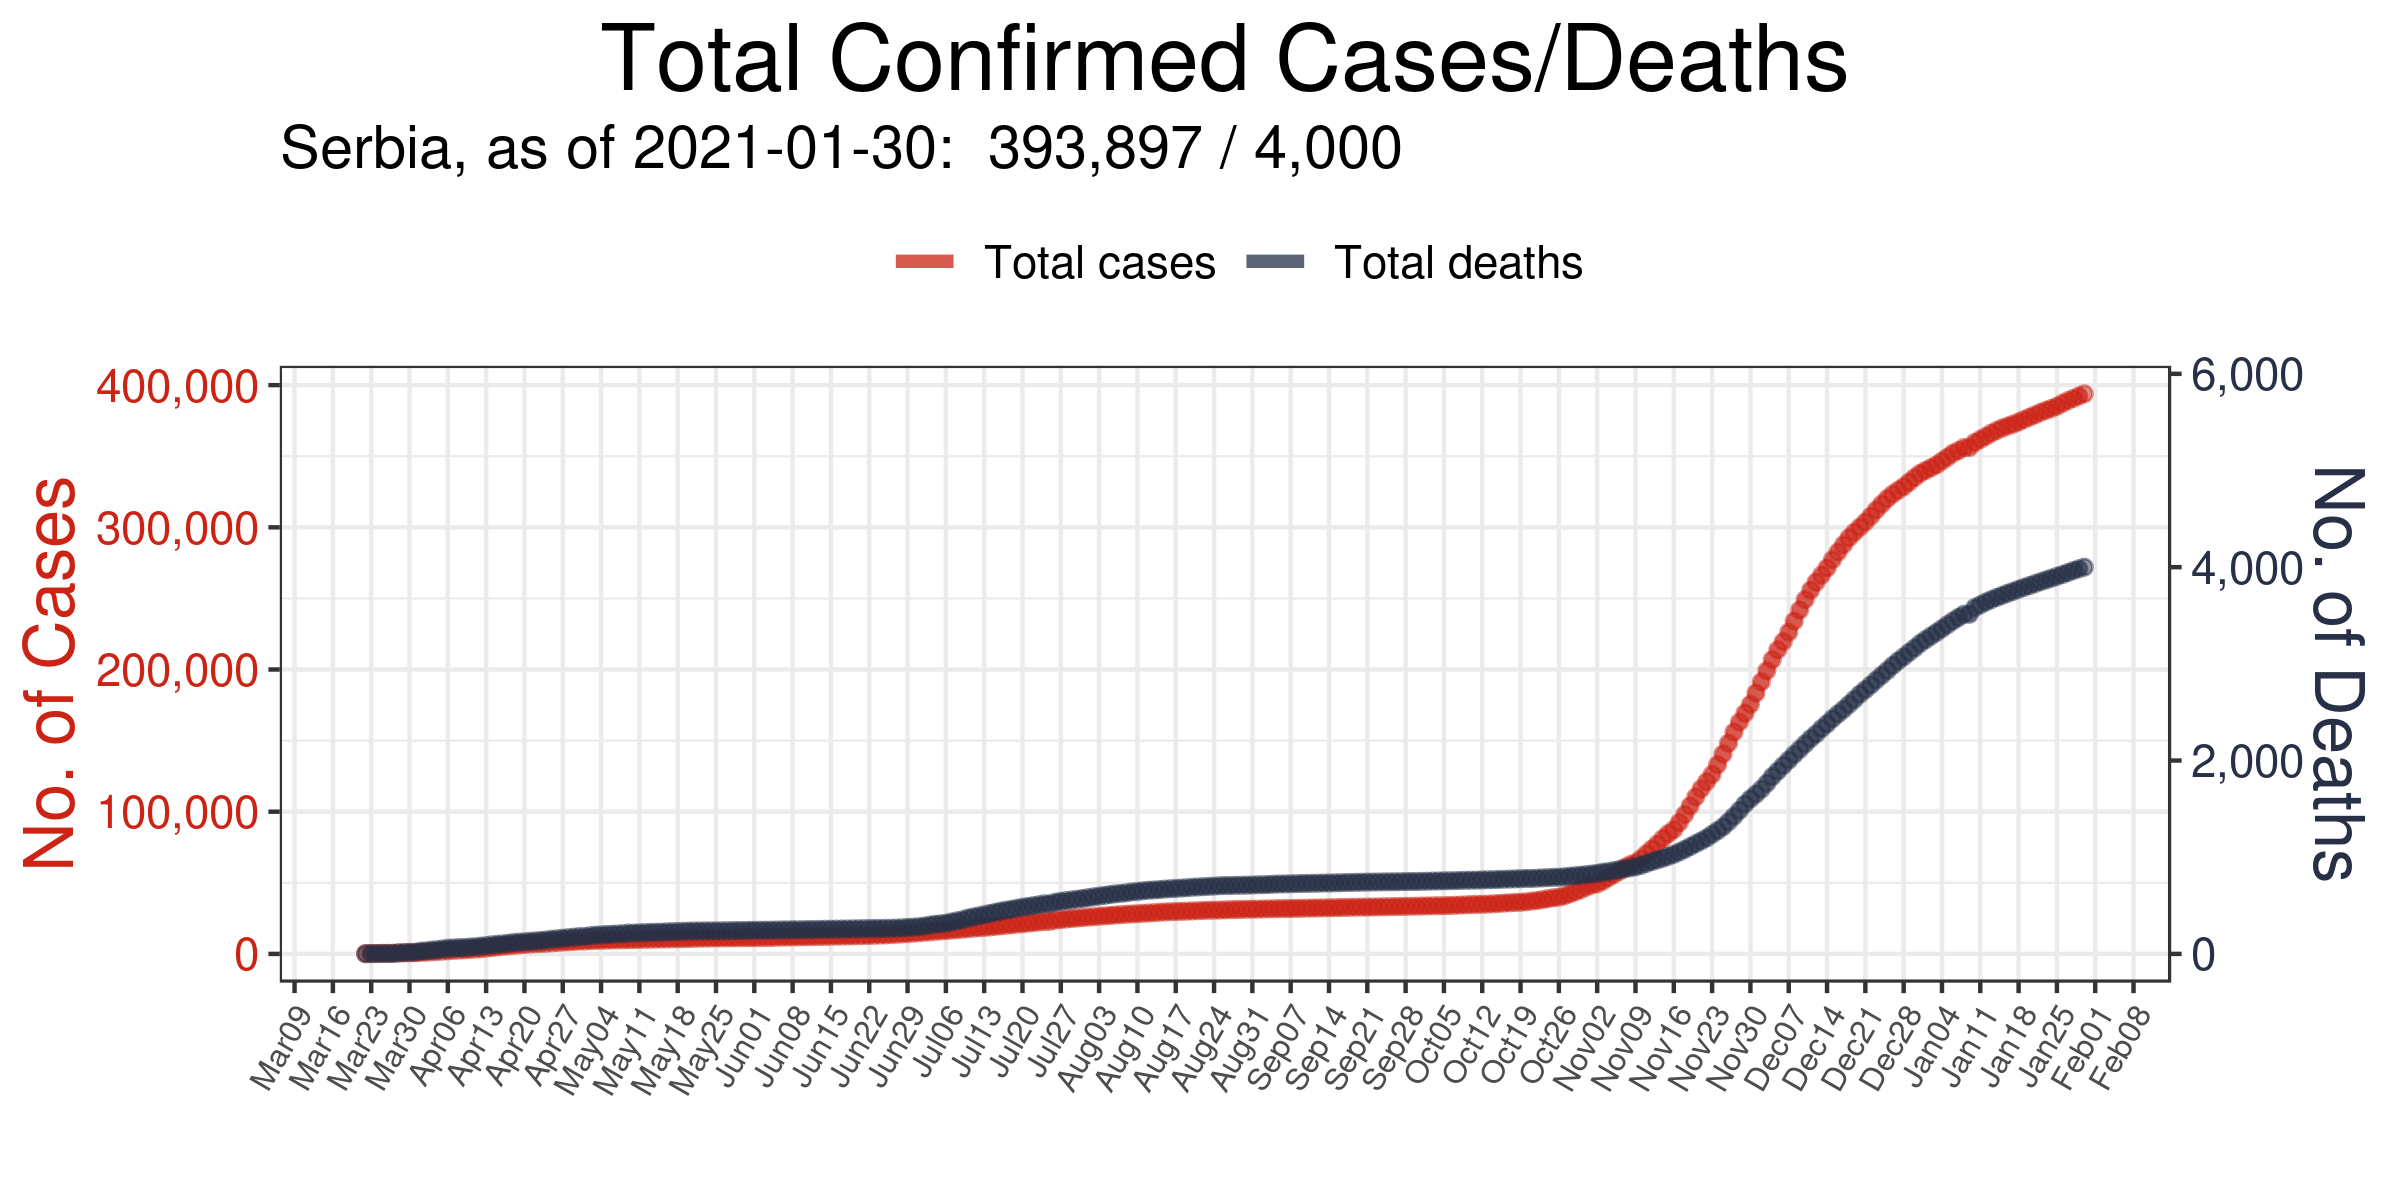 Total Confirmed Cases/Deaths
Serbia, as of 2021-01-30:  393,897 / 4,000
Total cases
Total deaths
No. of Cases
400,000
300,000
200,000
100,000
0
6,000
4,000
2,000
0
No. of Deaths
Mar09
Mar16
Mar23
Mar30
Apr06
Apr13
Apr20
Apr27
May04
May11
May18
May25
Jun01
Jun08
Jun15
Jun22
Jun29
Jul06
Jul13
Jul20
Jul27
Aug03
Aug10
Aug17
Aug24
Aug31
Sep07
Sep14
Sep21
Sep28
Oct05
Oct12
Oct19
Oct26
Nov02
Nov09
Nov16
Nov23
Nov30
Dec07
Dec14
Dec21
Dec28
Jan04
Jan11
Jan18
Jan25
Feb01
Feb08